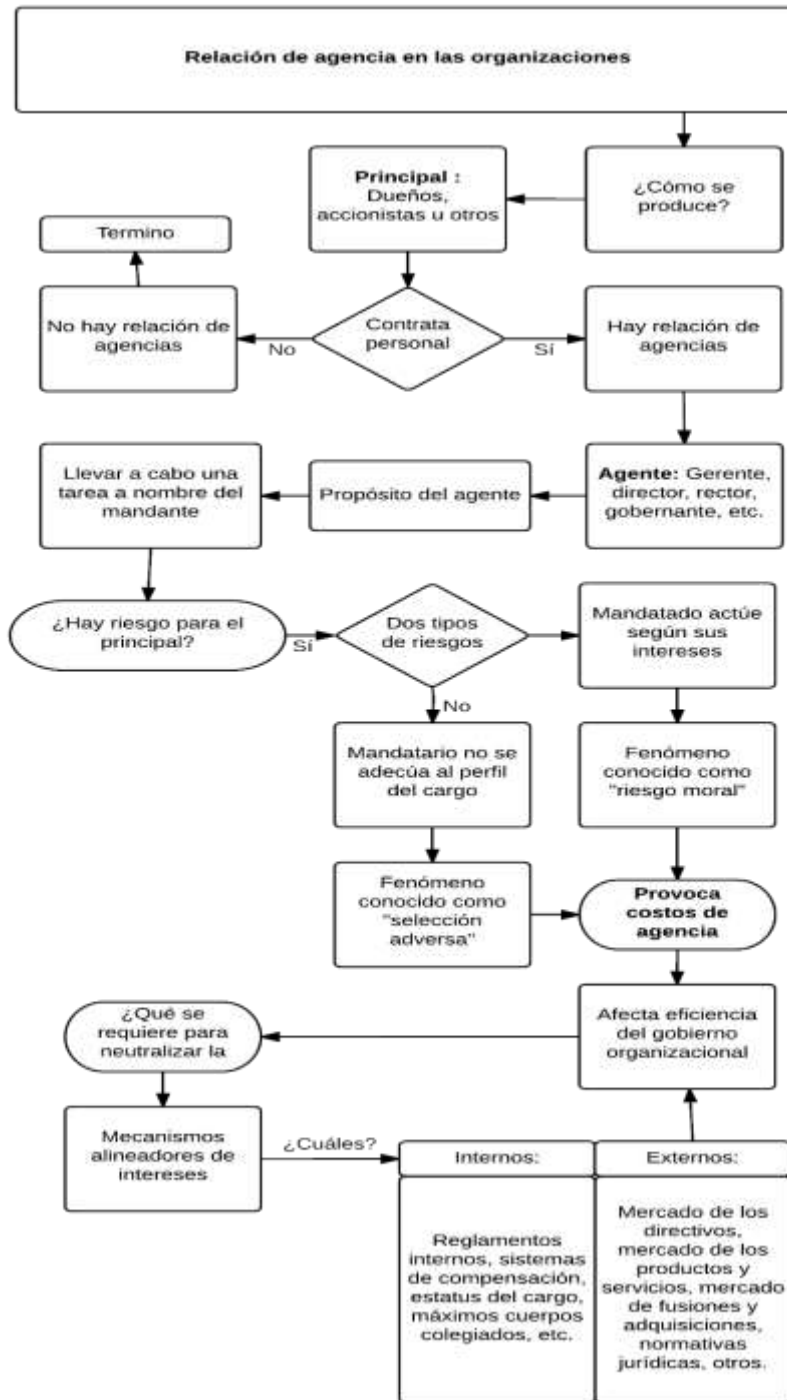 Relación de agencia en las organizaciones
¿Cómo se
produce?
Principal :
Dueños,
accionistas u otros
Termino
No hay relación de
agencias
No
Contrata
personal
Sí
Hay relación de
agencias
Agente: Gerente,
director, rector,
gobernante, etc.
Propósito del agente
Llevar a cabo una
tarea a nombre del
mandante
¿Hay riesgo para el
principal?
Sí
Dos tipos
de riesgos
Mandatado actúe
según sus
intereses
No
Mandatario no se
adecúa al perfil
del cargo
Fenómeno
conocido como
"riesgo moral"
Fenómeno
conocido como
"selección
adversa"
Provoca
costos de
agencia
Afecta eficiencia
del gobierno
organizacional
¿Qué se
requiere para
neutralizar la
Mecanismos
alineadores de
intereses
¿Cuáles?
Internos:
Reglamentos
internos, sistemas
de compensación,
estatus del cargo,
máximos cuerpos
colegiados, etc.
Externos:
Mercado de los
directivos,
mercado de los
productos y
servicios, mercado
de fusiones y
adquisiciones,
normativas
jurídicas, otros.